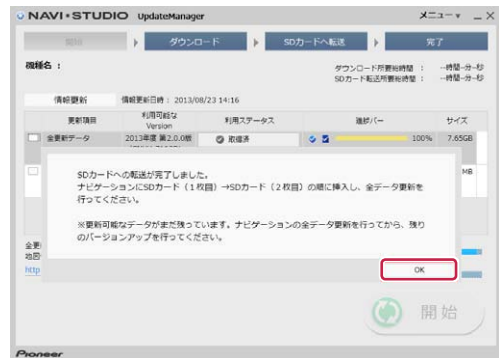 NAVI•STUDIO UpdateManager
メニュー
開始
ダウンロード
SDカードへ転送
完了
機種名 :
ダウンロード所要総時間 : --時間-分-秒
SDカード転送所要総時間 : --時間-分-秒
情報更新
情報更新日時 : 2013/08/23 14:16
更新項目
利用可能な
Version
利用ステータス
進捗バー
サイズ
全更新データ
2013年度 第2.0.0版
取得済
100%
7.65GB
MB
SDカードへの転送が完了しました。
ナビゲーションにSDカード(1枚目)→SDカード(2枚目)の順に挿入し、全データ更新を
行ってください。
※更新可能なデータがまだ残っています。ナビゲーションの全データ更新を行ってから、残り
のバージョンアップを行ってください。
OK
全更
地図
http
開始
Pioneer